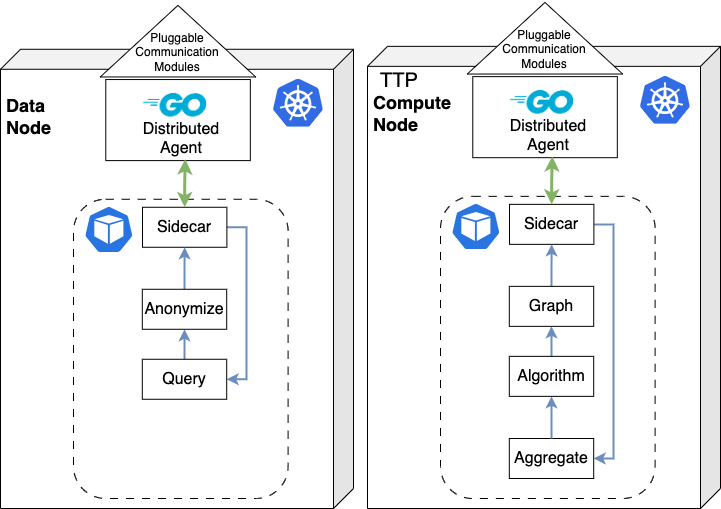 Pluggable
Communication
Modules
Data
Node
GO
Distributed
Agent
Sidecar
Anonymize
Query
Pluggable
Communication
Modules
TTP
Compute
Node
GO
Distributed
Agent
Sidecar
Graph
Algorithm
Aggregate